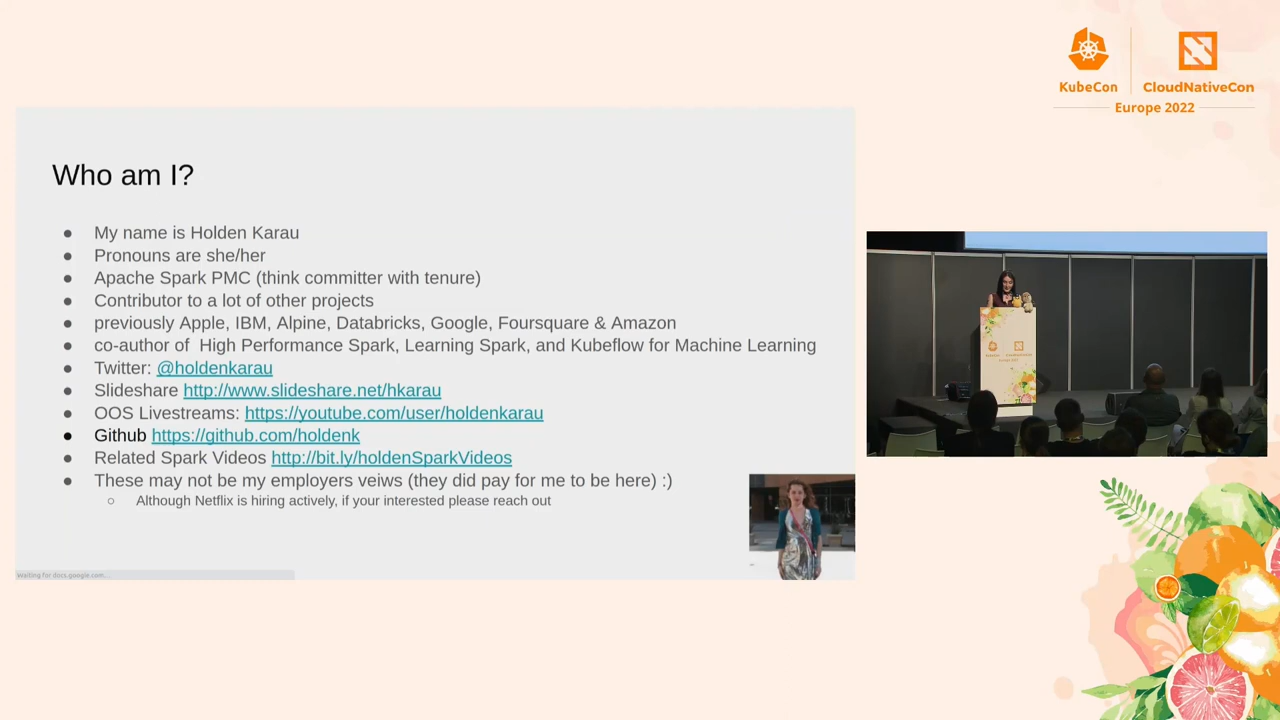 KubeCon
CloudNativeCon
Europe 2022
Who am I?
● My name is Holden Karau
● Pronouns are she/her
● Apache Spark PMC (think committer with tenure)
● Contributor to a lot of other projects
● previously Apple, IBM, Alpine, Databricks, Google, Foursquare & Amazon
● co-author of High Performance Spark, Learning Spark, and Kubeflow for Machine Learning
● Twitter: @holdenkarau
● Slideshare http://www.slideshare.net/hkarau
● OOS Livestreams: https://youtube.com/user/holdenkarau
● Github https://github.com/holdenk
● Related Spark Videos http://bit.ly/holdenSparkVideos
● These may not be my employers veiws (they did pay for me to be here) :)
○ Although Netflix is hiring actively, if your interested please reach out
Waiting for docs.google.com...